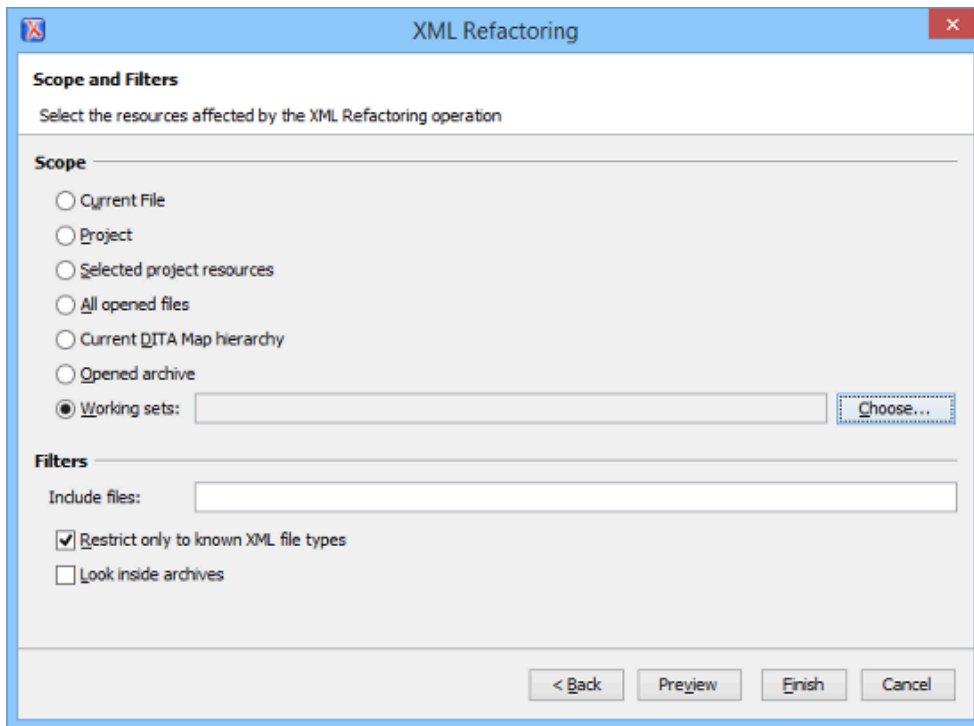 XML Refactoring
Scope and Filters
Select the resources affected by the XML Refactoring operation
Scope
Current File
Project
Selected project resources
All opened files
Current DITA Map hierarchy
Opened archive
Working sets: Choose...
Filters
Include files:
Restrict only to known XML file types
Look inside archives
< Back Preview Finish Cancel